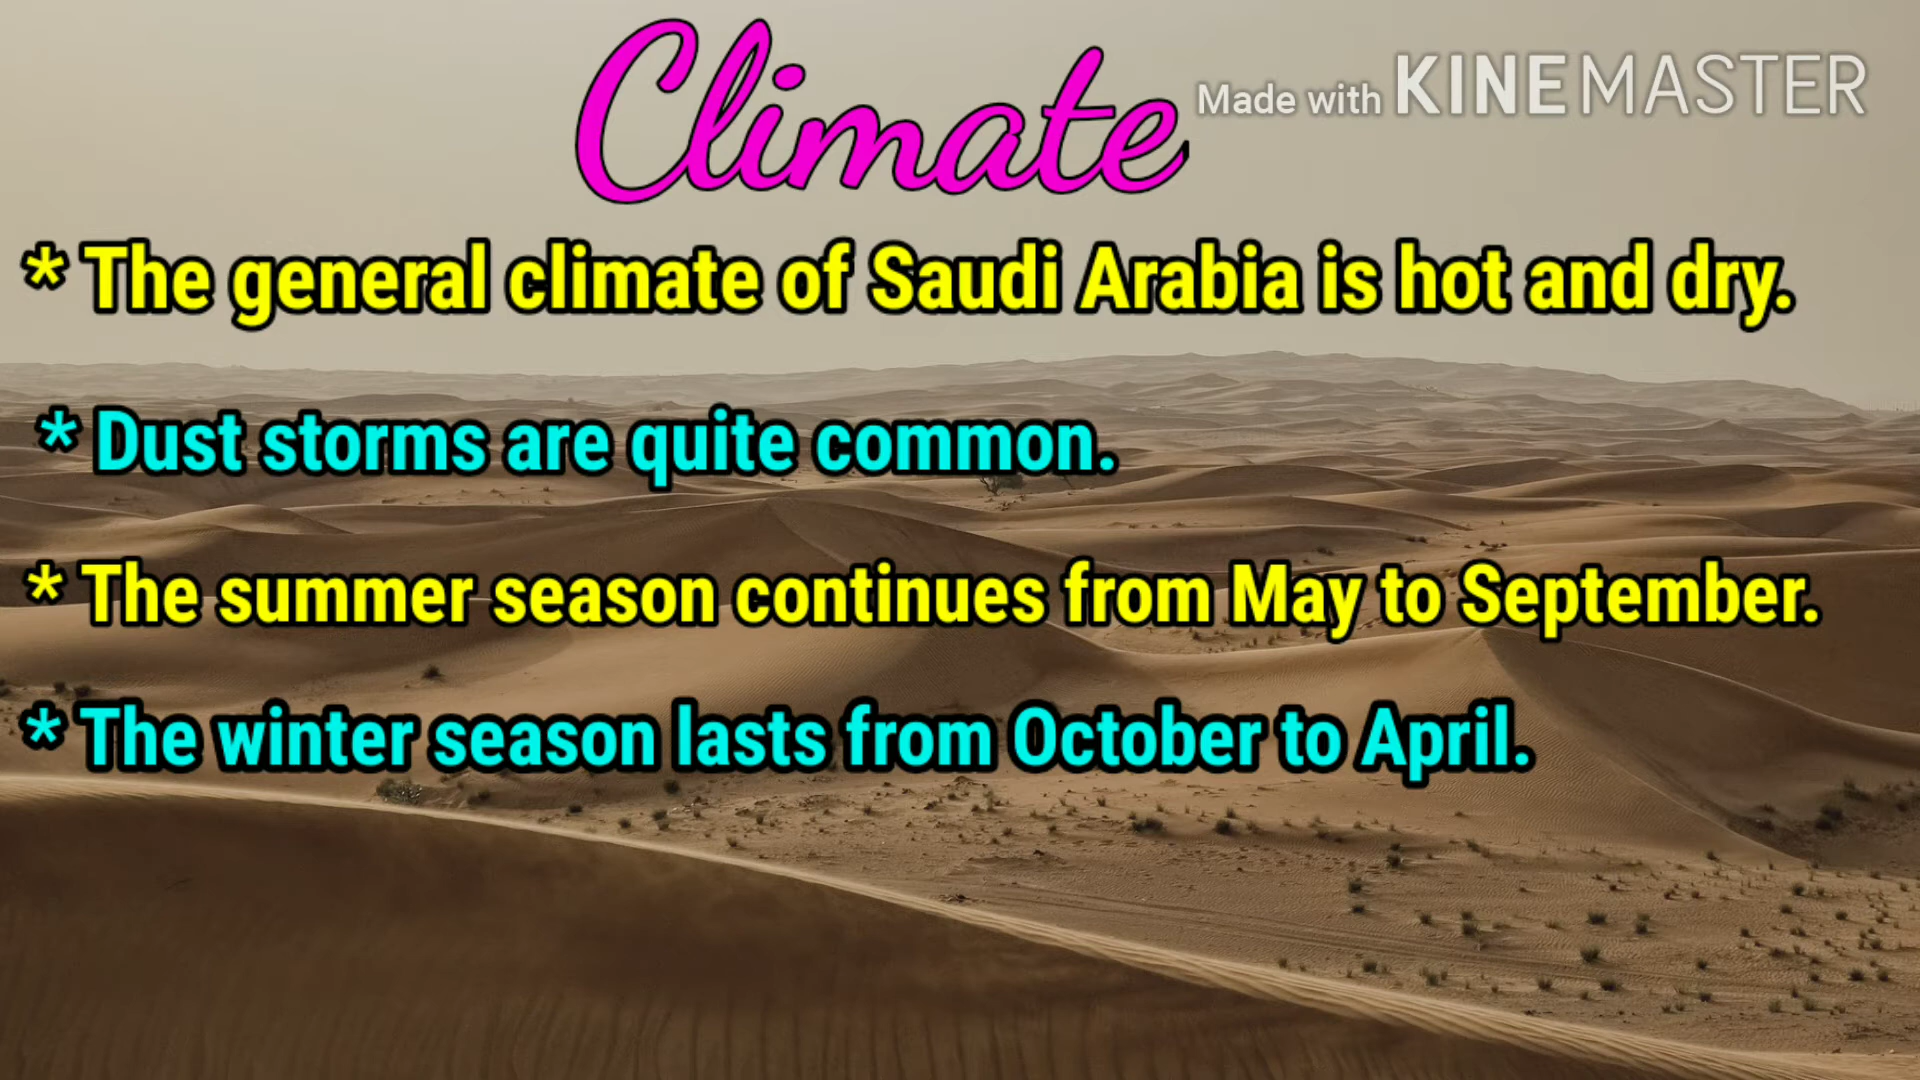 Climate
Made with KINEMASTER
* The general climate of Saudi Arabia is hot and dry.
* Dust storms are quite common.
* The summer season continues from May to September.
* The winter season lasts from October to April.